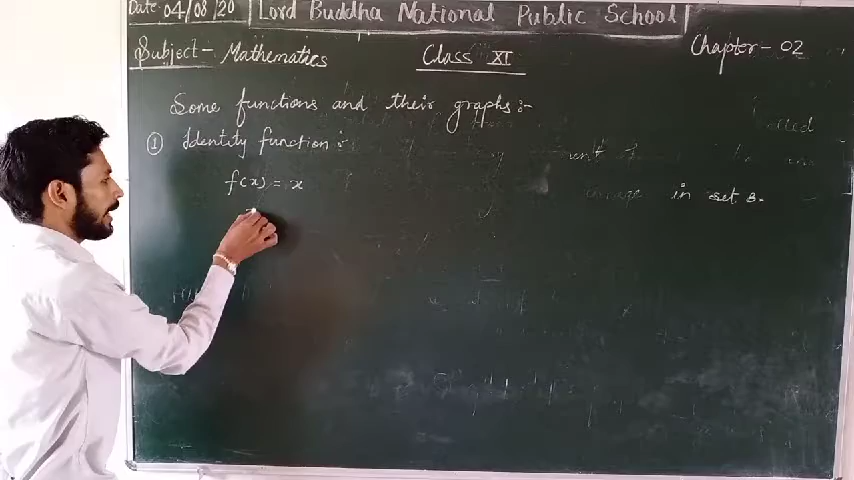 Date 04/08/20 Lord Buddha National Public School
Subject - Mathematics Class XI Chapter - 02
Some functions and their graphs :-
① Identity function :-
f(x) = x
in set B.